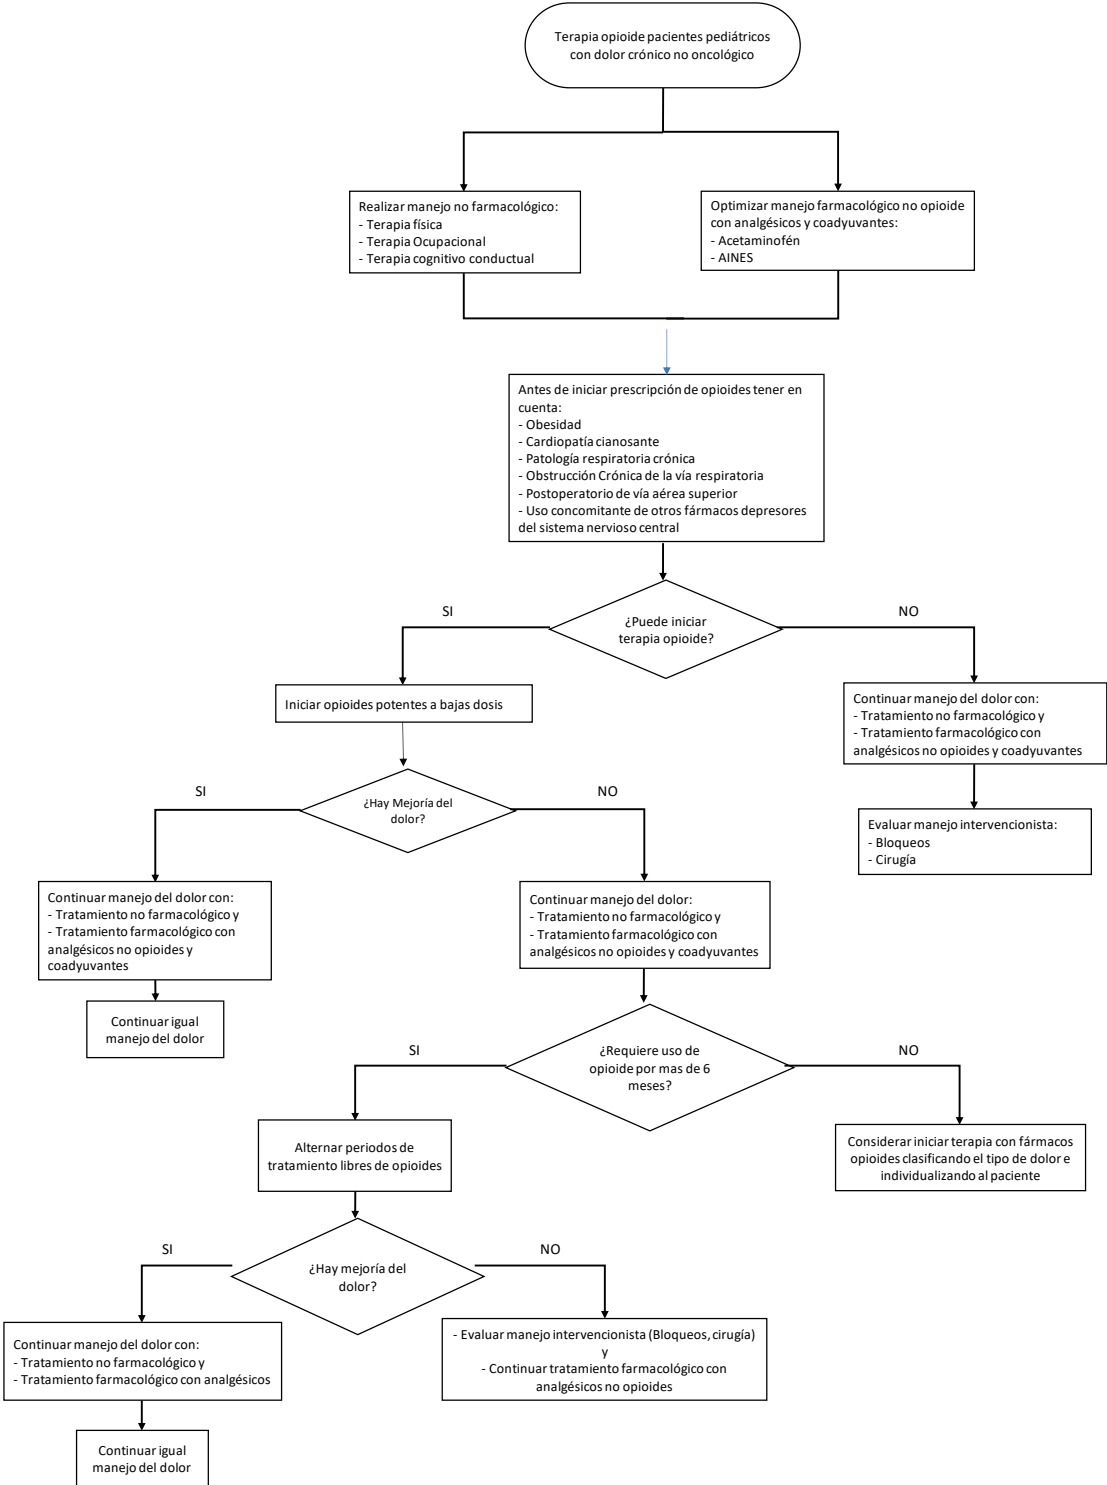 Terapia opioide pacientes pediátricos
con dolor crónico no oncológico
Realizar manejo no farmacológico:
- Terapia física
- Terapia Ocupacional
- Terapia cognitivo conductual
Optimizar manejo farmacológico no opioide
con analgésicos y coadyuvantes:
- Acetaminofén
- AINES
Antes de iniciar prescripción de opioides tener en
cuenta:
- Obesidad
- Cardiopatía cianosante
- Patología respiratoria crónica
- Obstrucción Crónica de la vía respiratoria
- Postoperatorio de vía aérea superior
- Uso concomitante de otros fármacos depresores
del sistema nervioso central
¿Puede iniciar
terapia opioide?
SI
NO
Iniciar opioides potentes a bajas dosis
Continuar manejo del dolor con:
- Tratamiento no farmacológico y
- Tratamiento farmacológico con
analgésicos no opioides y coadyuvantes
Evaluar manejo intervencionista:
- Bloqueos
- Cirugía
¿Hay Mejoría del
dolor?
SI
NO
Continuar manejo del dolor con:
- Tratamiento no farmacológico y
- Tratamiento farmacológico con
analgésicos no opioides y
coadyuvantes
Continuar igual
manejo del dolor
Continuar manejo del dolor:
- Tratamiento no farmacológico y
- Tratamiento farmacológico con
analgésicos no opioides y coadyuvantes
¿Requiere uso de
opioide por mas de 6
meses?
SI
NO
Alternar periodos de
tratamiento libres de opioides
Considerar iniciar terapia con fármacos
opioides clasificando el tipo de dolor e
individualizando al paciente
¿Hay mejoría del
dolor?
SI
NO
Continuar manejo del dolor con:
- Tratamiento no farmacológico y
- Tratamiento farmacológico con analgésicos
Continuar igual
manejo del dolor
- Evaluar manejo intervencionista (Bloqueos, cirugía)
y
- Continuar tratamiento farmacológico con
analgésicos no opioides